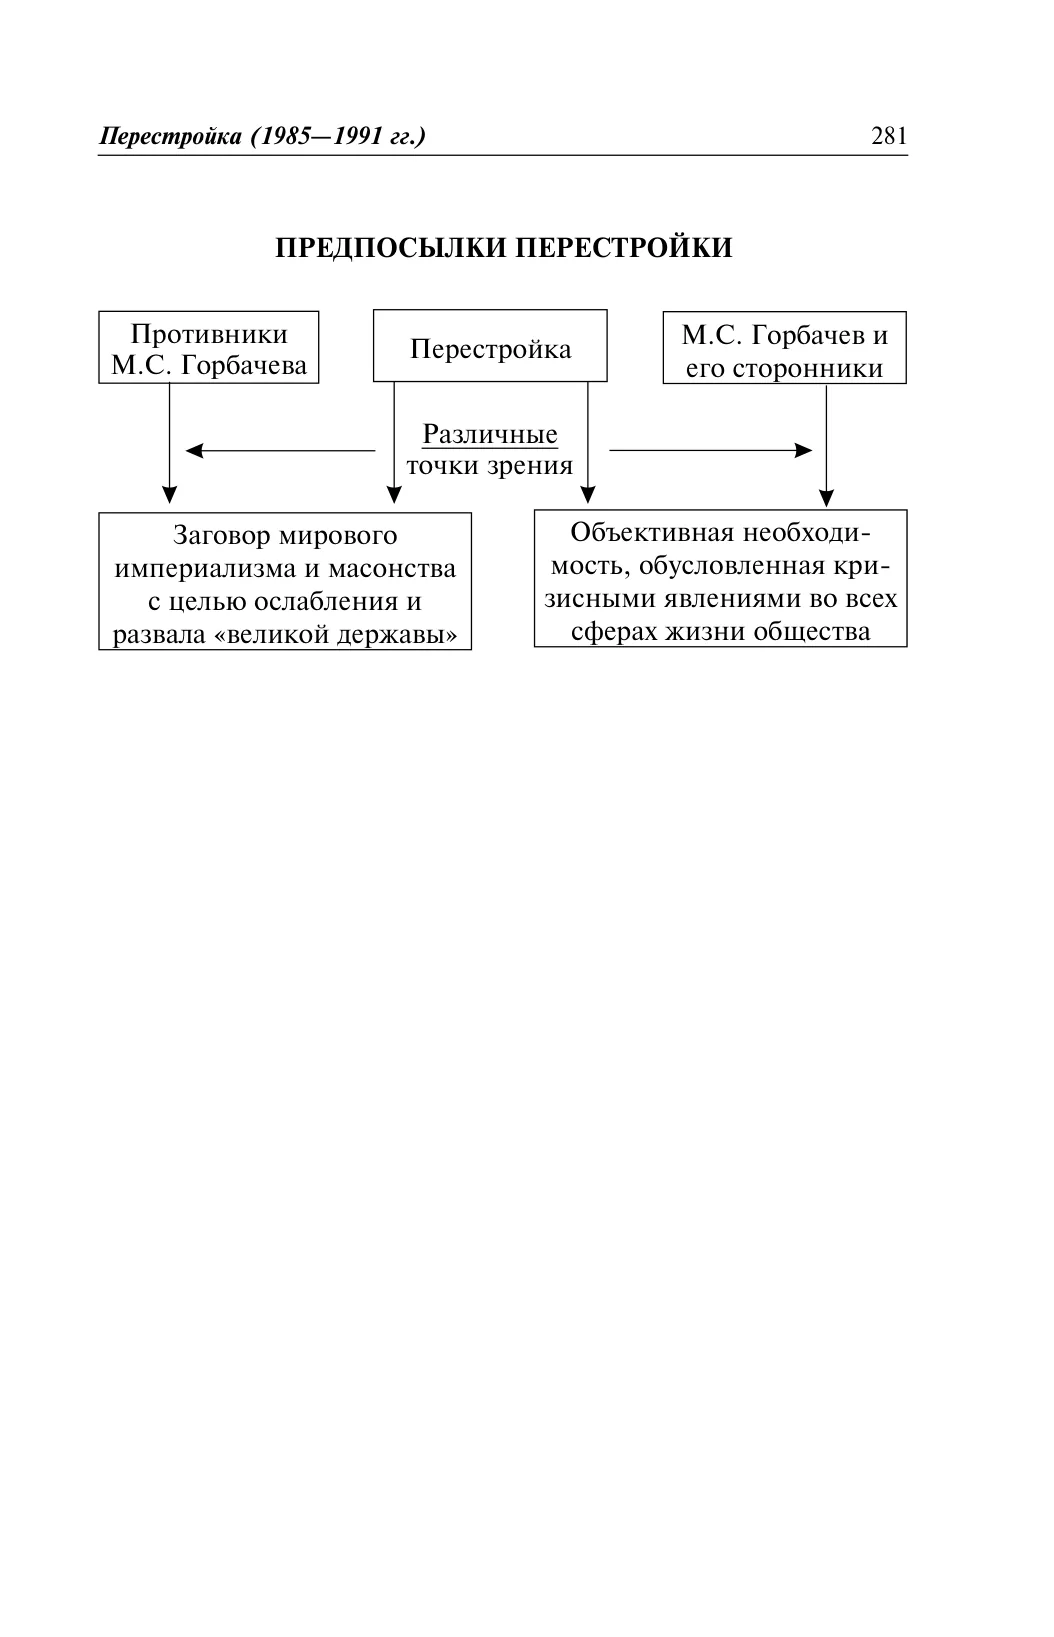 Перестройка (1985—1991 гг.) 281
ПРЕДПОСЫЛКИ ПЕРЕСТРОЙКИ
Противники
М.С. Горбачева
Перестройка
М.С. Горбачев и
его сторонники
Различные
точки зрения
Заговор мирового
империализма и масонства
с целью ослабления и
развала «великой державы»
Объективная необходи-
мость, обусловленная кри-
зисными явлениями во всех
сферах жизни общества